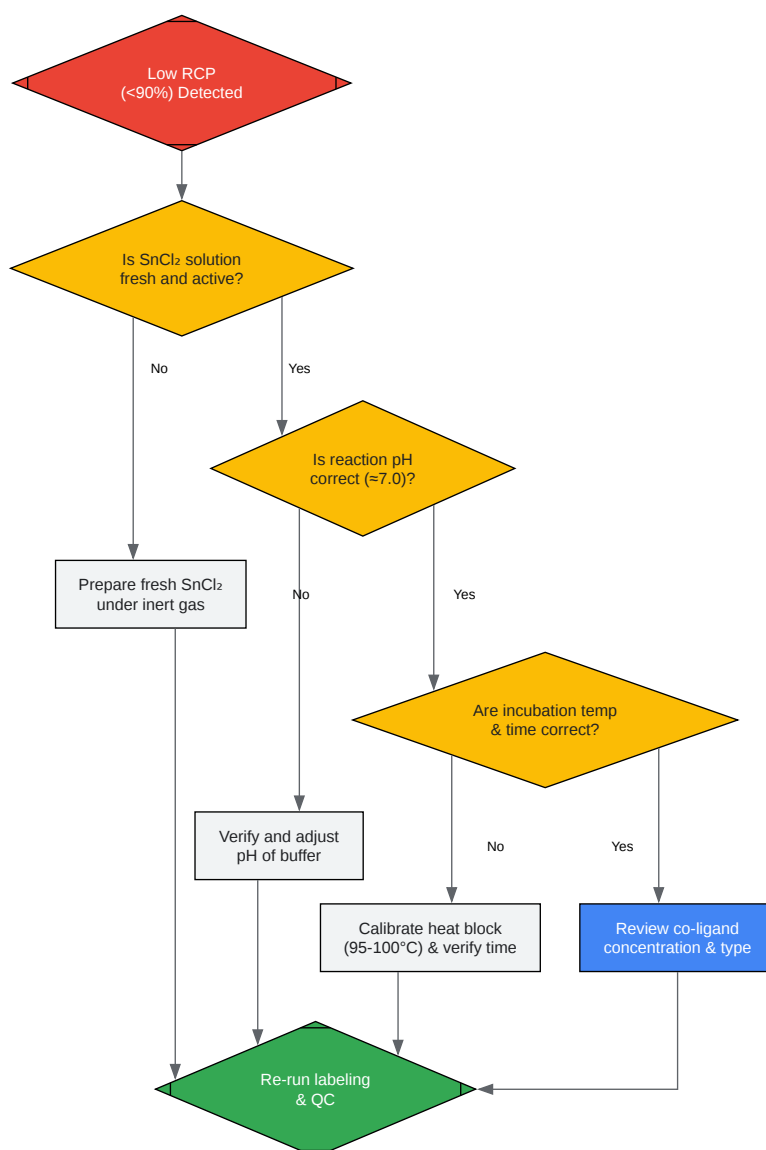 Low RCP
(<90%) Detected
Is SnCl₂ solution
fresh and active?
No
Yes
Is reaction pH
correct (≈7.0)?
Prepare fresh SnCl₂
under inert gas
No
Yes
Are incubation temp
& time correct?
Verify and adjust
pH of buffer
No
Yes
Calibrate heat block
(95-100°C) & verify time
Review co-ligand
concentration & type
Re-run labeling
& QC